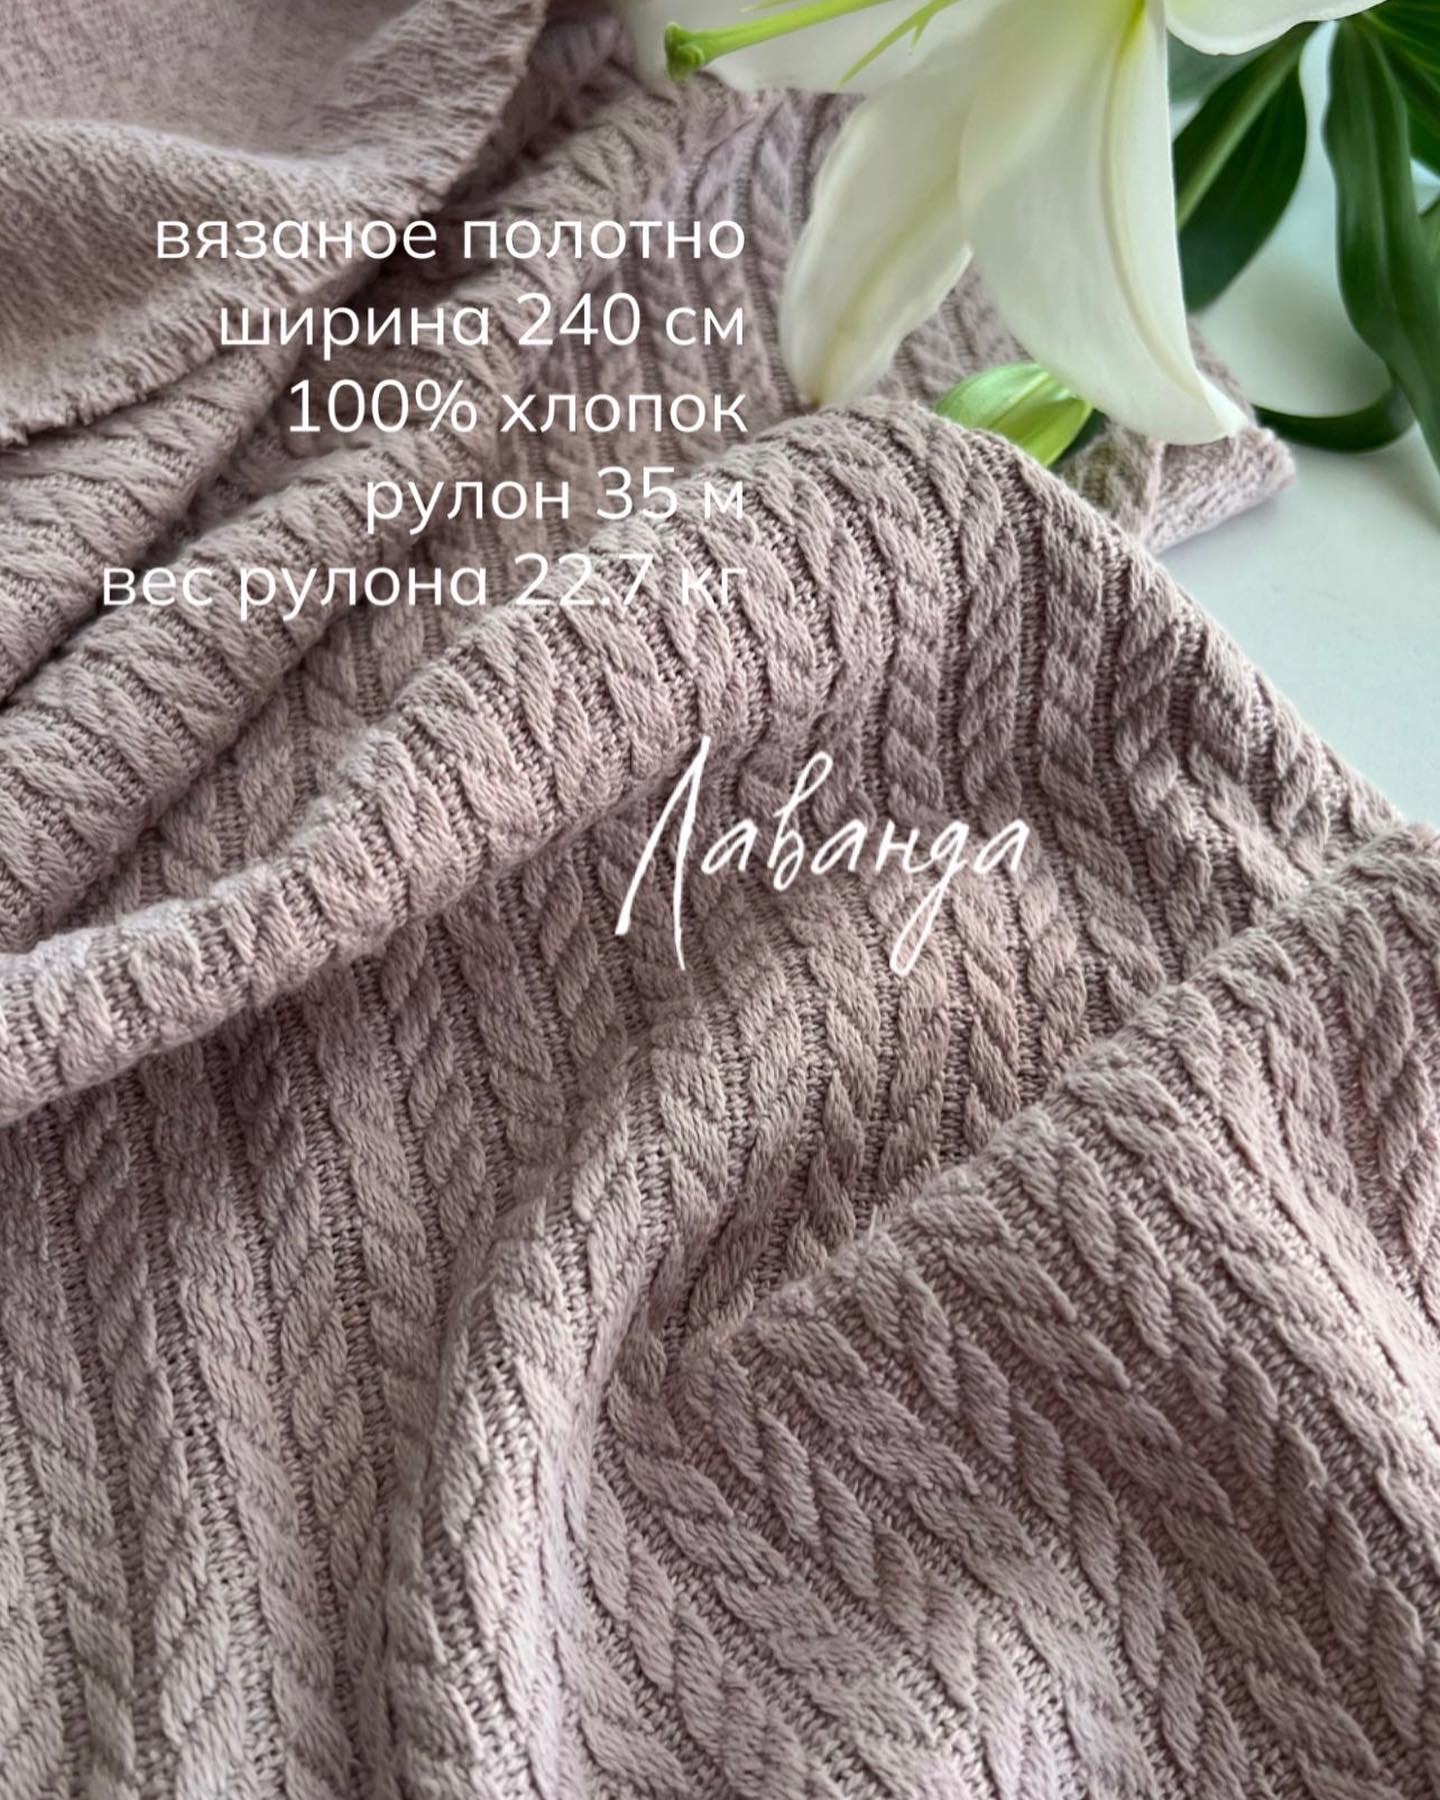 вязаное полотно
ширина 240 см
100% хлопок
рулон 35 м
вес рулона 22.7 кг
Лаванда